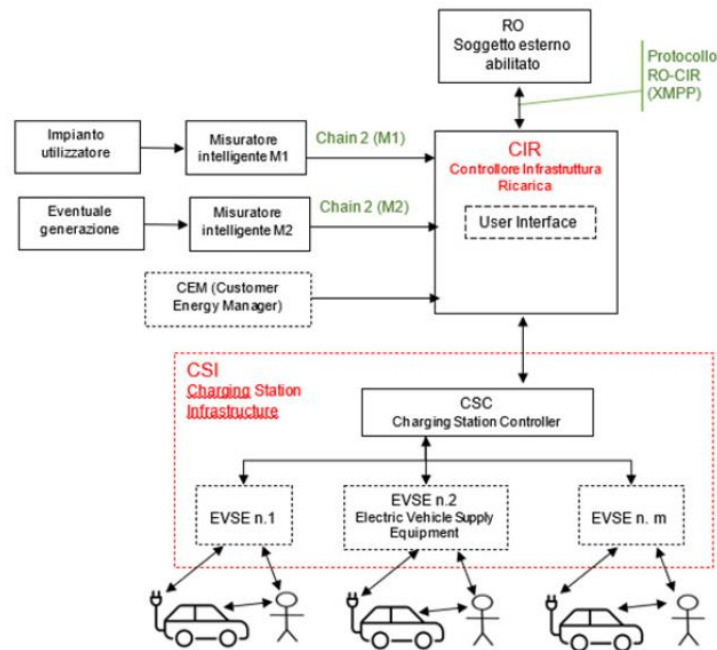 RO
Soggetto esterno
abilitato
Protocollo
RO-CIR
(XMPP)
Impianto
utilizzatore
Misuratore
intelligente M1
Chain 2 (M1)
CIR
Controllore Infrastruttura
Ricarica
User Interface
Eventuale
generazione
Misuratore
intelligente M2
Chain 2 (M2)
CEM (Customer
Energy Manager)
CSI
Charging Station
Infrastructure
CSC
Charging Station Controller
EVSE n.1
EVSE n.2
Electric Vehicle Supply
Equipment
EVSE n. m